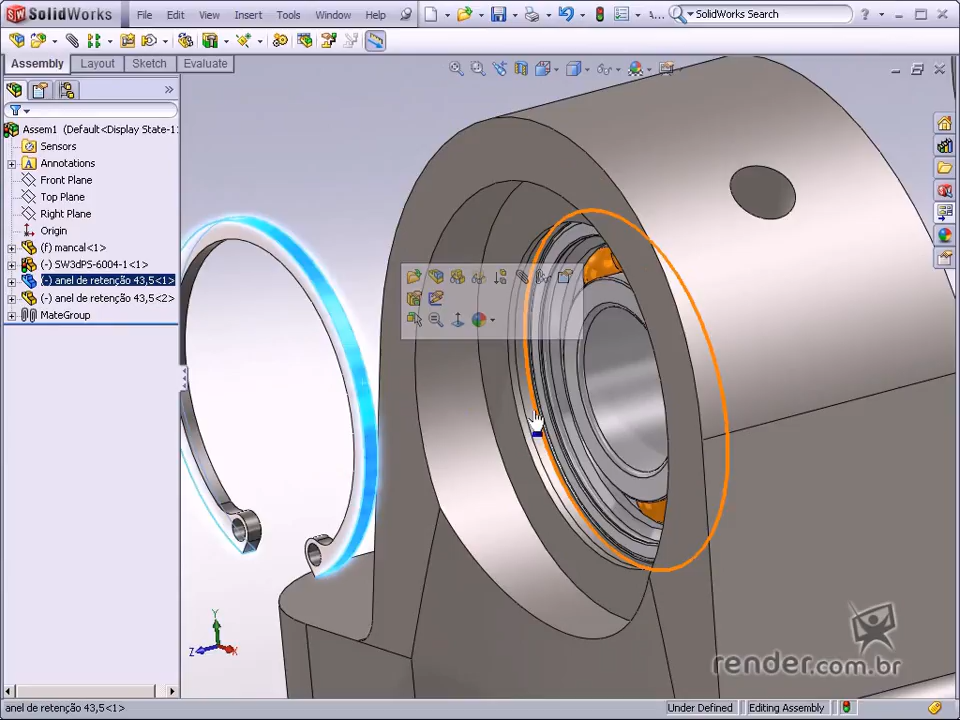 SW SolidWorks
File Edit View Insert Tools Window Help
A...
SolidWorks Search
?
Assembly Layout Sketch Evaluate
»
Assem1 (Default<Display State-1
Sensors
A Annotations
Front Plane
Top Plane
Right Plane
Origin
(f) mancal<1>
(-) SW3dPS-6004-1<1>
(-) anel de retenção 43,5<1>
(-) anel de retenção 43,5<2>
MateGroup
Y
Z X
render.com.br
anel de retenção 43,5<1>
Under Defined
Editing Assembly